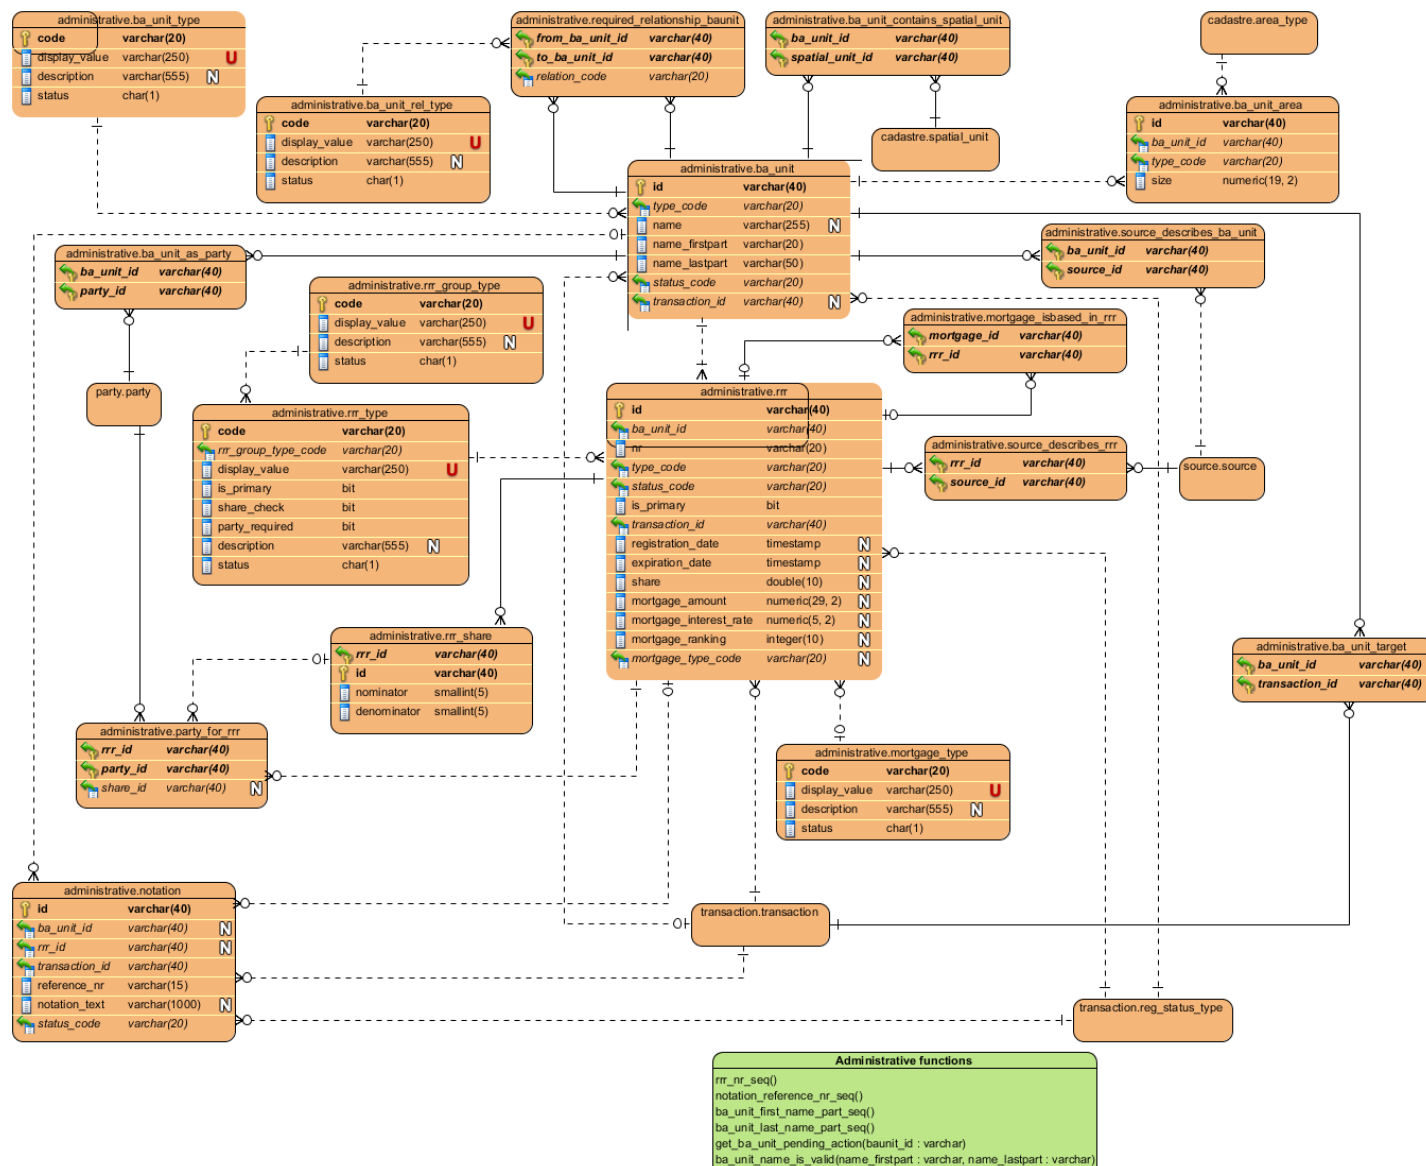 administrative.ba_unit_type
code varchar(20)
display_value varchar(250) U
description varchar(555) N
status char(1)
administrative.required_relationship_baunit
from_ba_unit_id varchar(40)
to_ba_unit_id varchar(40)
relation_code varchar(20)
administrative.ba_unit_contains_spatial_unit
ba_unit_id varchar(40)
spatial_unit_id varchar(40)
cadastre.area_type
administrative.ba_unit_rel_type
code varchar(20)
display_value varchar(250) U
description varchar(555) N
status char(1)
cadastre.spatial_unit
administrative.ba_unit_area
id varchar(40)
ba_unit_id varchar(40)
type_code varchar(20)
size numeric(19, 2)
administrative.ba_unit
id varchar(40)
type_code varchar(20)
name varchar(255) N
name_firstpart varchar(20)
name_lastpart varchar(50)
status_code varchar(20)
transaction_id varchar(40) N
administrative.ba_unit_as_party
ba_unit_id varchar(40)
party_id varchar(40)
administrative.source_describes_ba_unit
ba_unit_id varchar(40)
source_id varchar(40)
administrative.rrr_group_type
code varchar(20)
display_value varchar(250) U
description varchar(555) N
status char(1)
administrative.mortgage_isbased_in_rrr
mortgage_id varchar(40)
rrr_id varchar(40)
party.party
administrative.rrr_type
code varchar(20)
rrr_group_type_code varchar(20)
display_value varchar(250) U
is_primary bit
share_check bit
party_required bit
description varchar(555) N
status char(1)
administrative.rrr
id varchar(40)
ba_unit_id varchar(40)
nr varchar(20)
type_code varchar(20)
status_code varchar(20)
is_primary bit
transaction_id varchar(40)
registration_date timestamp N
expiration_date timestamp N
share double(10) N
mortgage_amount numeric(29, 2) N
mortgage_interest_rate numeric(5, 2) N
mortgage_ranking integer(10) N
mortgage_type_code varchar(20) N
administrative.source_describes_rrr
rrr_id varchar(40)
source_id varchar(40)
source.source
administrative.rrr_share
rrr_id varchar(40)
id varchar(40)
nominator smallint(5)
denominator smallint(5)
administrative.ba_unit_target
ba_unit_id varchar(40)
transaction_id varchar(40)
administrative.party_for_rrr
rrr_id varchar(40)
party_id varchar(40)
share_id varchar(40) N
administrative.mortgage_type
code varchar(20)
display_value varchar(250) U
description varchar(555) N
status char(1)
administrative.notation
id varchar(40)
ba_unit_id varchar(40) N
rrr_id varchar(40) N
transaction_id varchar(40)
reference_nr varchar(15)
notation_text varchar(1000) N
status_code varchar(20)
transaction.transaction
transaction.reg_status_type
Administrative functions
rrr_nr_seq()
notation_reference_nr_seq()
ba_unit_first_name_part_seq()
ba_unit_last_name_part_seq()
get_ba_unit_pending_action(baunit_id : varchar)
ba_unit_name_is_valid(name_firstpart : varchar, name_lastpart : varchar)